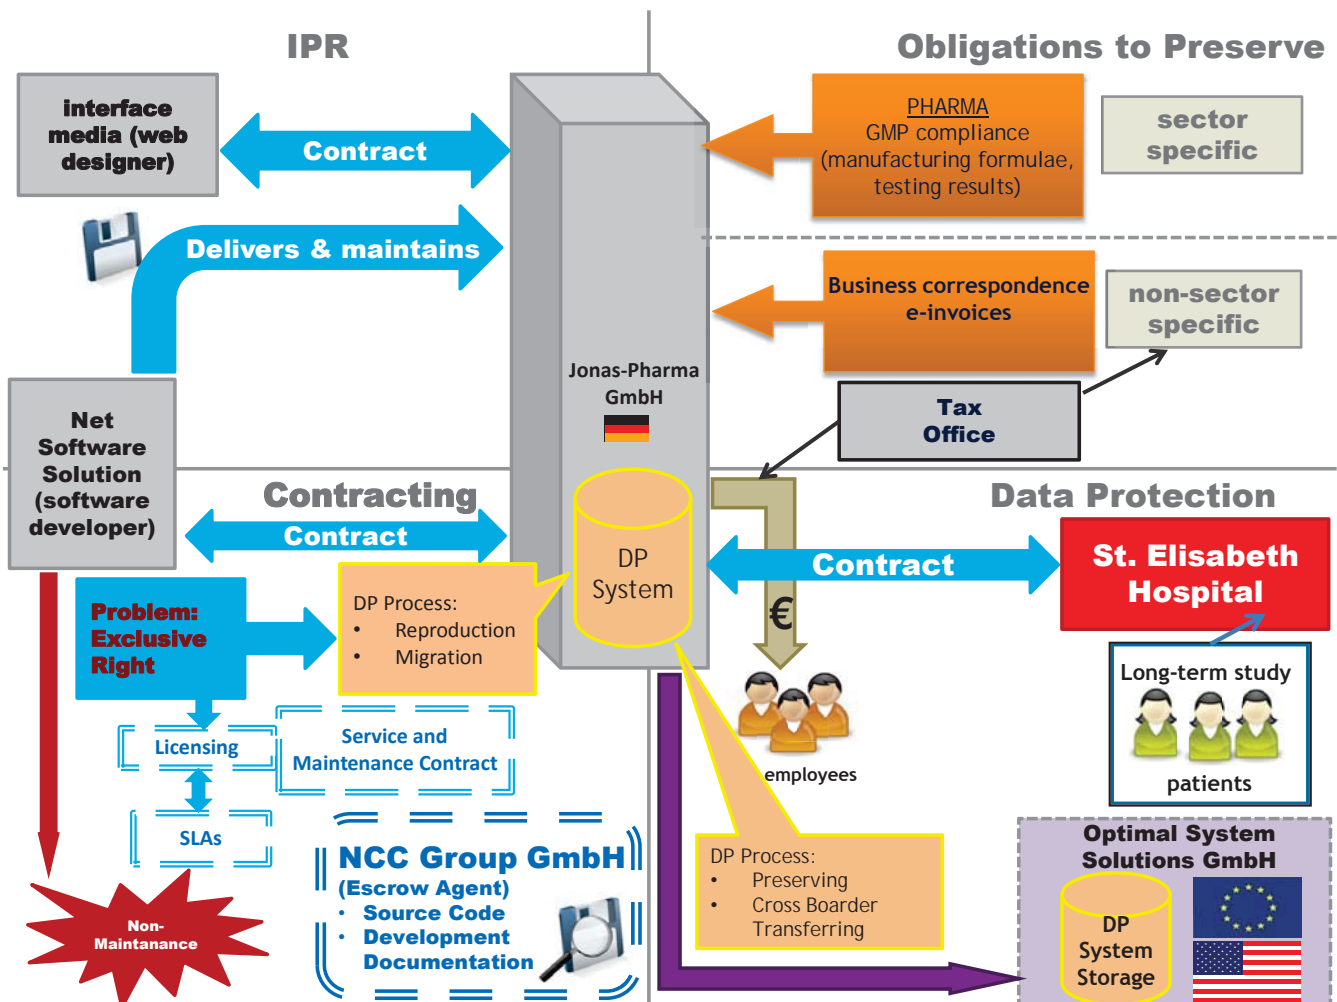 IPR
Obligations to Preserve
interface
media (web
designer)
Contract
PHARMA
GMP compliance
(manufacturing formulae,
testing results)
sector
specific
Delivers & maintains
Business correspondence
e-invoices
non-sector
specific
Jonas-Pharma
GmbH
Tax
Office
Net
Software
Solution
(software
developer)
Contracting
Data Protection
Contract
DP
System
Contract
St. Elisabeth
Hospital
Problem:
Exclusive
Right
DP Process:
• Reproduction
• Migration
€
Long-term study
patients
Licensing
Service and
Maintenance Contract
employees
SLAs
NCC Group GmbH
(Escrow Agent)
• Source Code
• Development
Documentation
DP Process:
• Preserving
• Cross Boarder
Transferring
Optimal System
Solutions GmbH
DP
System
Storage
Non-
Maintanance